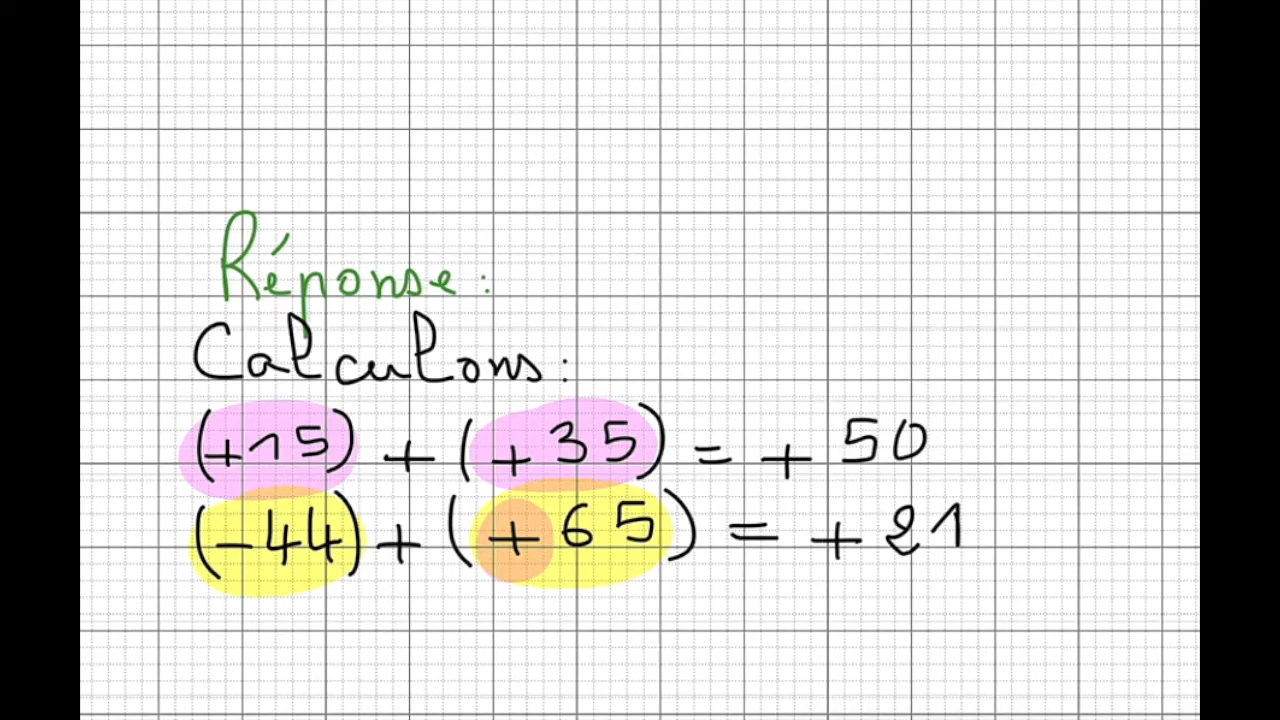 Réponse:
Calculons:
(+15) + (+35) = + 50
(-44) + (+65) = + 21